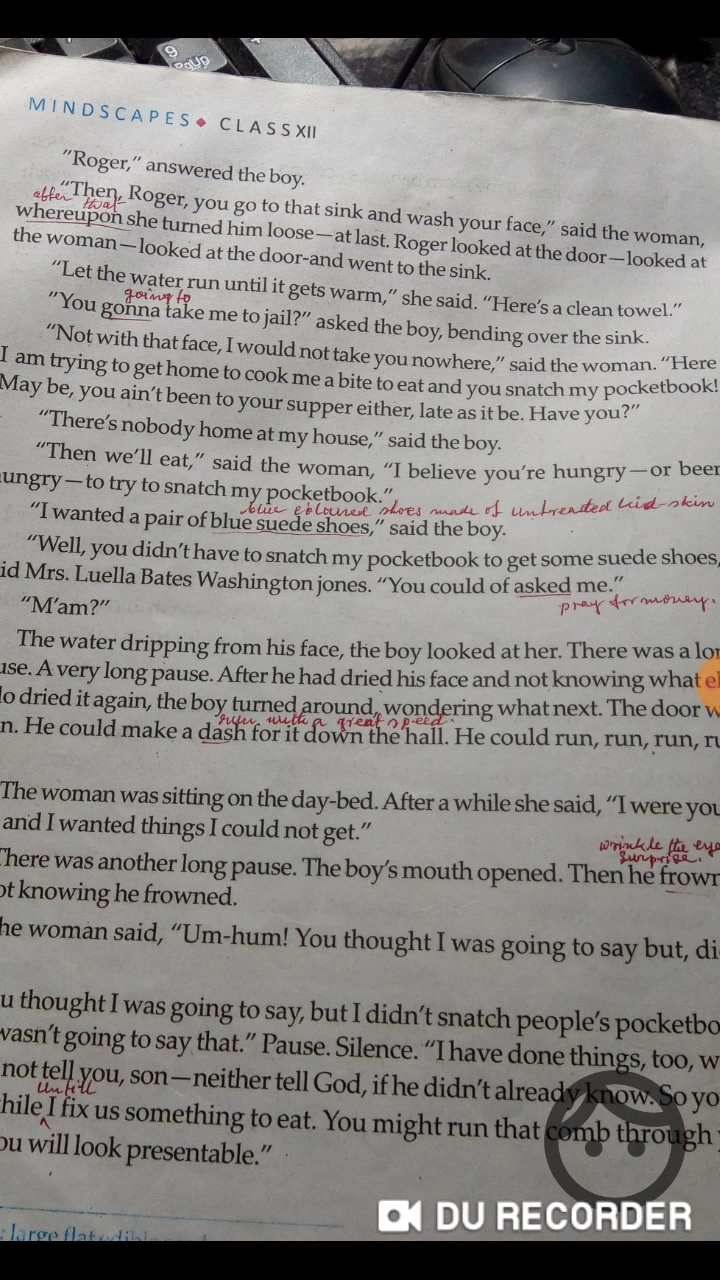 9
PgUp
MINDSCAPES◆ CLASS XII
"Roger," answered the boy.
"Then, Roger, you go to that sink and wash your face," said the woman,
after that
whereupon she turned him loose—at last. Roger looked at the door—looked at
the woman—looked at the door-and went to the sink.
"Let the water run until it gets warm," she said. "Here's a clean towel."
going to
"You gonna take me to jail?" asked the boy, bending over the sink.
"Not with that face, I would not take you nowhere," said the woman. "Here
I am trying to get home to cook me a bite to eat and you snatch my pocketbook!
May be, you ain't been to your supper either, late as it be. Have you?"
"There's nobody home at my house," said the boy.
"Then we'll eat," said the woman, "I believe you're hungry—or been
ungry—to try to snatch my pocketbook."
blue coloured shoes made of untreated kid-skin
"I wanted a pair of blue suede shoes," said the boy.
"Well, you didn't have to snatch my pocketbook to get some suede shoes,
id Mrs. Luella Bates Washington jones. "You could of asked me."
pray for money.
"M'am?"
The water dripping from his face, the boy looked at her. There was a lon
use. A very long pause. After he had dried his face and not knowing what el
lo dried it again, the boy turned around, wondering what next. The door w
run with a great speed.
n. He could make a dash for it down the hall. He could run, run, run, ru
The woman was sitting on the day-bed. After a while she said, "I were you
and I wanted things I could not get."
wrinkle the eye
surprise.
There was another long pause. The boy's mouth opened. Then he frown
ot knowing he frowned.
he woman said, "Um-hum! You thought I was going to say but, di
u thought I was going to say, but I didn't snatch people's pocketbo
wasn't going to say that." Pause. Silence. "I have done things, too, w
not tell you, son—neither tell God, if he didn't already know. So yo
Untill
hile I fix us something to eat. You might run that comb through
ou will look presentable."
: large flat edible
DU RECORDER